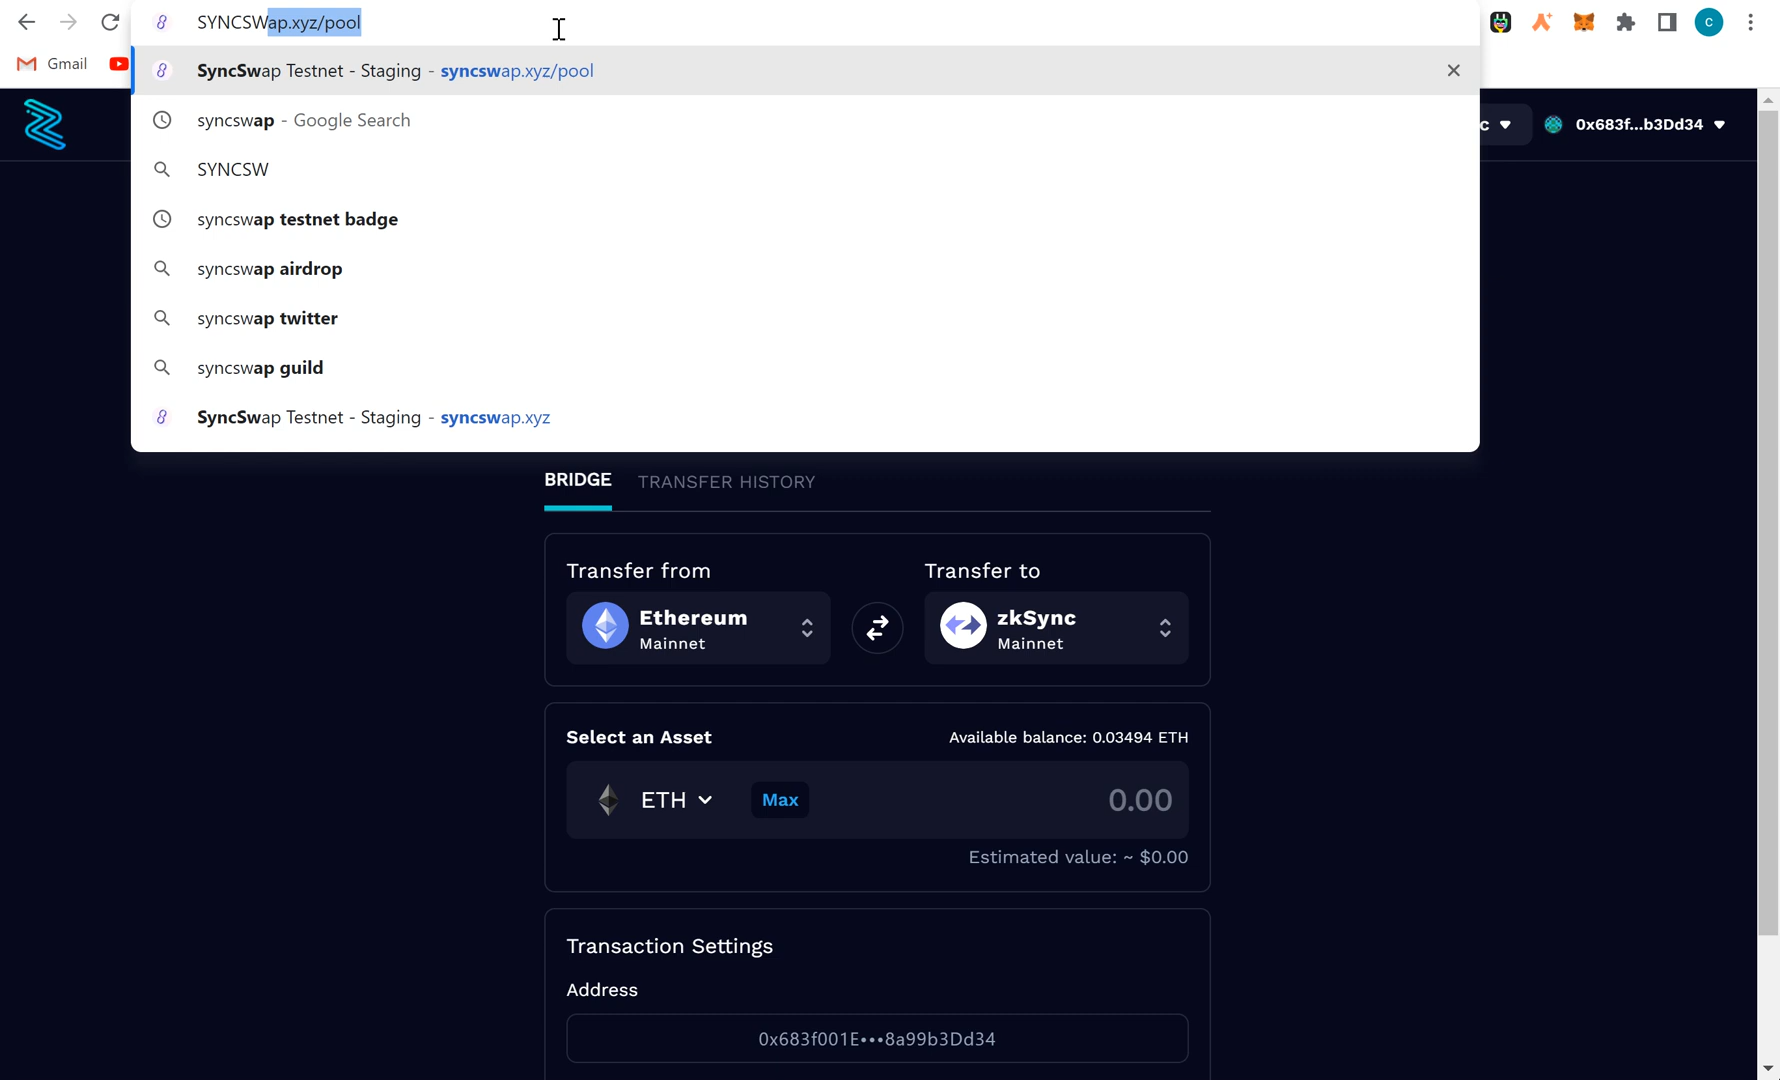 SYNCSWap.xyz/pool
Gmail
SyncSwap Testnet - Staging - syncswap.xyz/pool
syncswap - Google Search
SYNCSW
syncswap testnet badge
syncswap airdrop
syncswap twitter
syncswap guild
SyncSwap Testnet - Staging - syncswap.xyz
c
0x683f...b3Dd34
C
BRIDGE TRANSFER HISTORY
Transfer from
Transfer to
Ethereum
Mainnet
zkSync
Mainnet
Select an Asset
Available balance: 0.03494 ETH
ETH
Max
0.00
Estimated value: ~ $0.00
Transaction Settings
Address
0x683f001E•••8a99b3Dd34